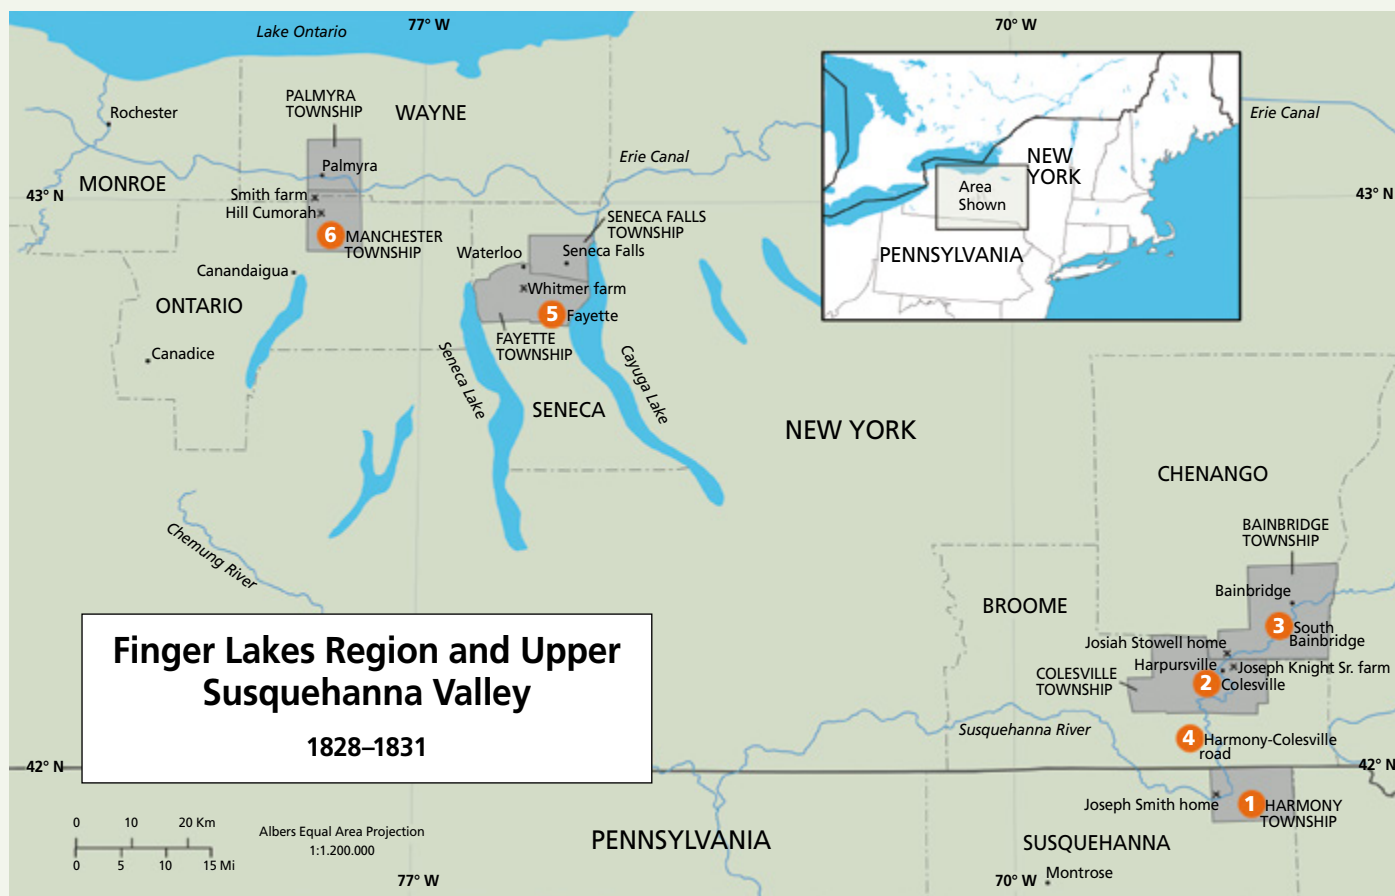 77° W
70° W
Lake Ontario
PALMYRA
TOWNSHIP
WAYNE
Rochester
Erie Canal
Erie Canal
Palmyra
MONROE
43° N
43° N
Smith farm
Hill Cumorah
6
MANCHESTER
TOWNSHIP
SENECA FALLS
TOWNSHIP
Waterloo
Seneca Falls
Canandaigua
Whitmer farm
ONTARIO
5
Fayette
FAYETTE
TOWNSHIP
Canadice
Seneca Lake
Cayuga Lake
SENECA
NEW YORK
NEW
YORK
Area
Shown
PENNSYLVANIA
CHENANGO
Chemung River
BAINBRIDGE
TOWNSHIP
Bainbridge
BROOME
3
South
Bainbridge
Josiah Stowell home
Harpursville
Joseph Knight Sr. farm
COLESVILLE
TOWNSHIP
2
Colesville
Susquehanna River
4
Harmony-Colesville
road
Finger Lakes Region and Upper
Susquehanna Valley
1828–1831
42° N
42° N
Joseph Smith home
1
HARMONY
TOWNSHIP
0 10 20 Km
0 5 10 15 Mi
Albers Equal Area Projection
1:1.200.000
PENNSYLVANIA
SUSQUEHANNA
77° W
70° W
Montrose